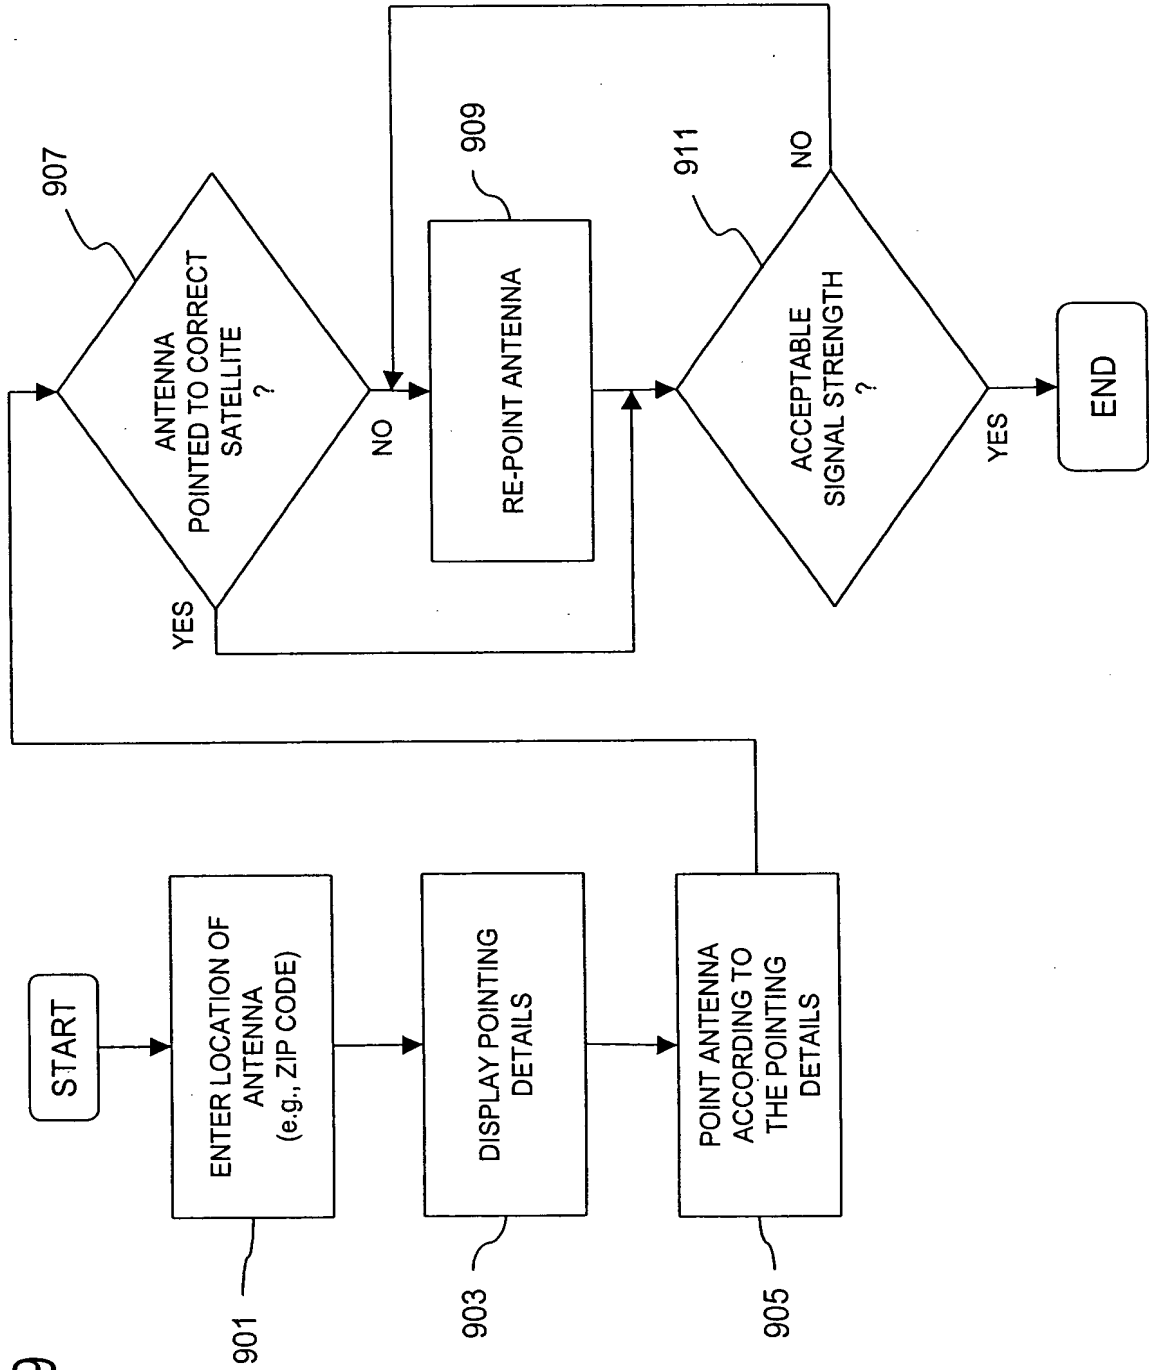 START
ENTER LOCATION OF
ANTENNA
(e.g., ZIP CODE)
901
DISPLAY POINTING
DETAILS
903
POINT ANTENNA
ACCORDING TO
THE POINTING
DETAILS
905
ANTENNA
POINTED TO CORRECT
SATELLITE
?
907
YES
NO
RE-POINT ANTENNA
909
ACCEPTABLE
SIGNAL STRENGTH
?
911
NO
YES
END
9